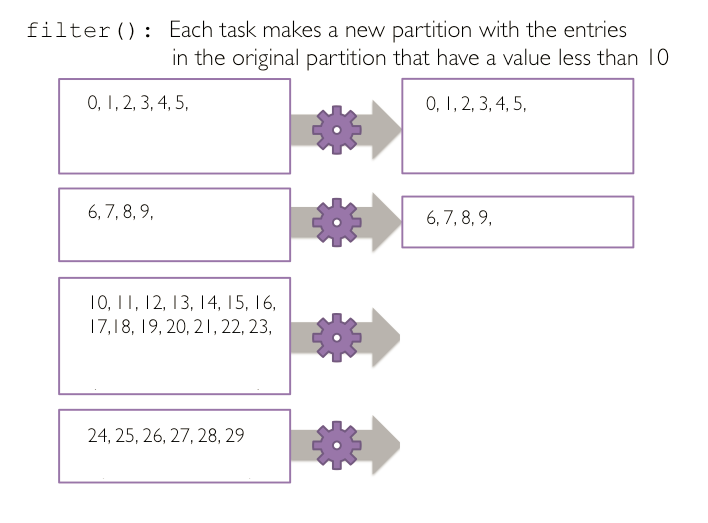 filter(): Each task makes a new partition with the entries
in the original partition that have a value less than 10
0, 1, 2, 3, 4, 5,
0, 1, 2, 3, 4, 5,
6, 7, 8, 9,
6, 7, 8, 9,
10, 11, 12, 13, 14, 15, 16,
17,18, 19, 20, 21, 22, 23,
24, 25, 26, 27, 28, 29